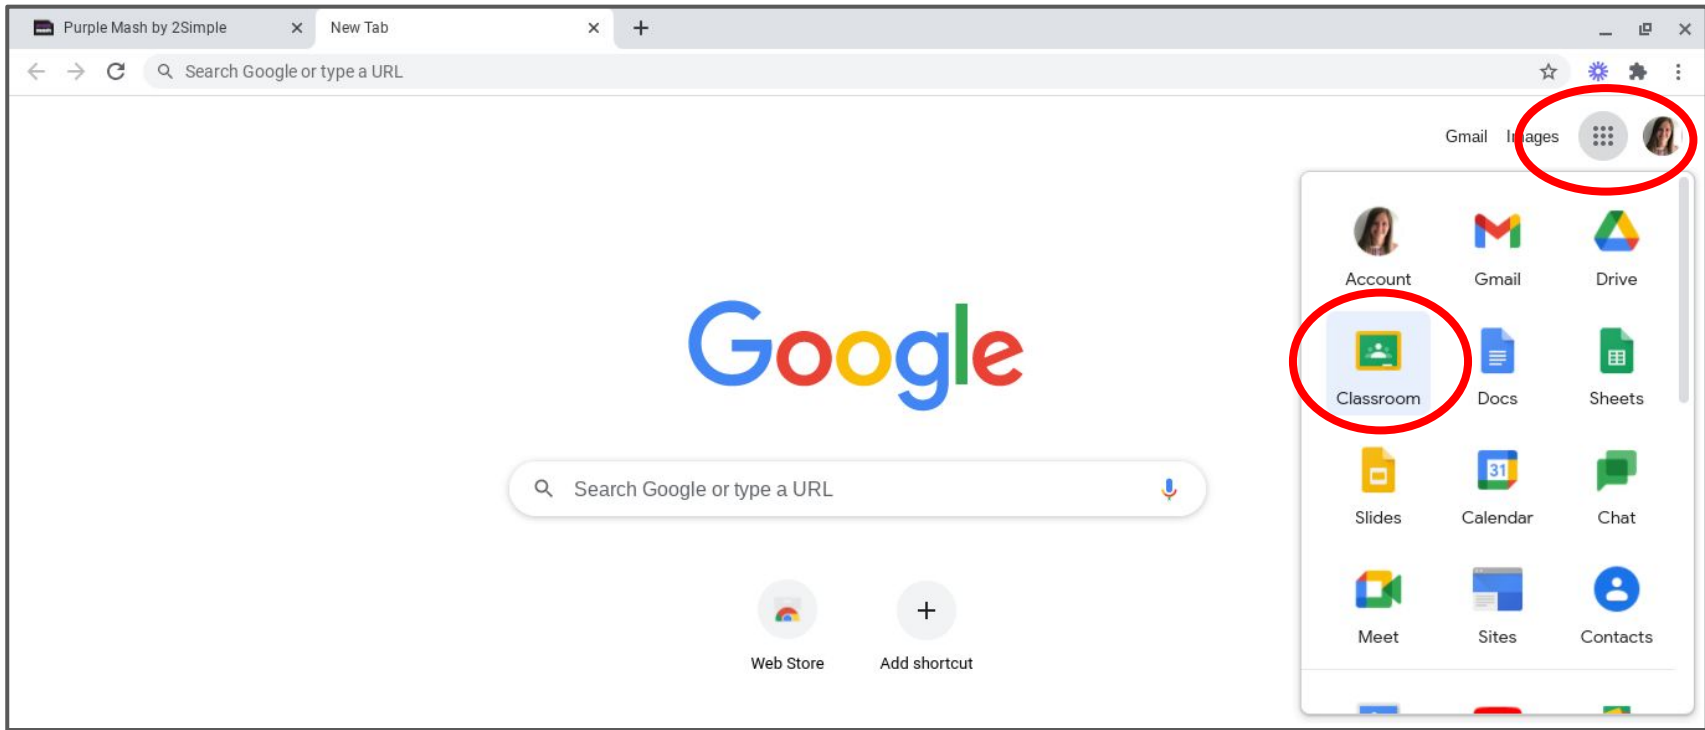 Purple Mash by 2Simple
New Tab
Search Google or type a URL
Gmail Images
Account Gmail Drive
Google
Classroom Docs Sheets
Search Google or type a URL
31
Slides Calendar Chat
Meet Sites Contacts
Web Store Add shortcut